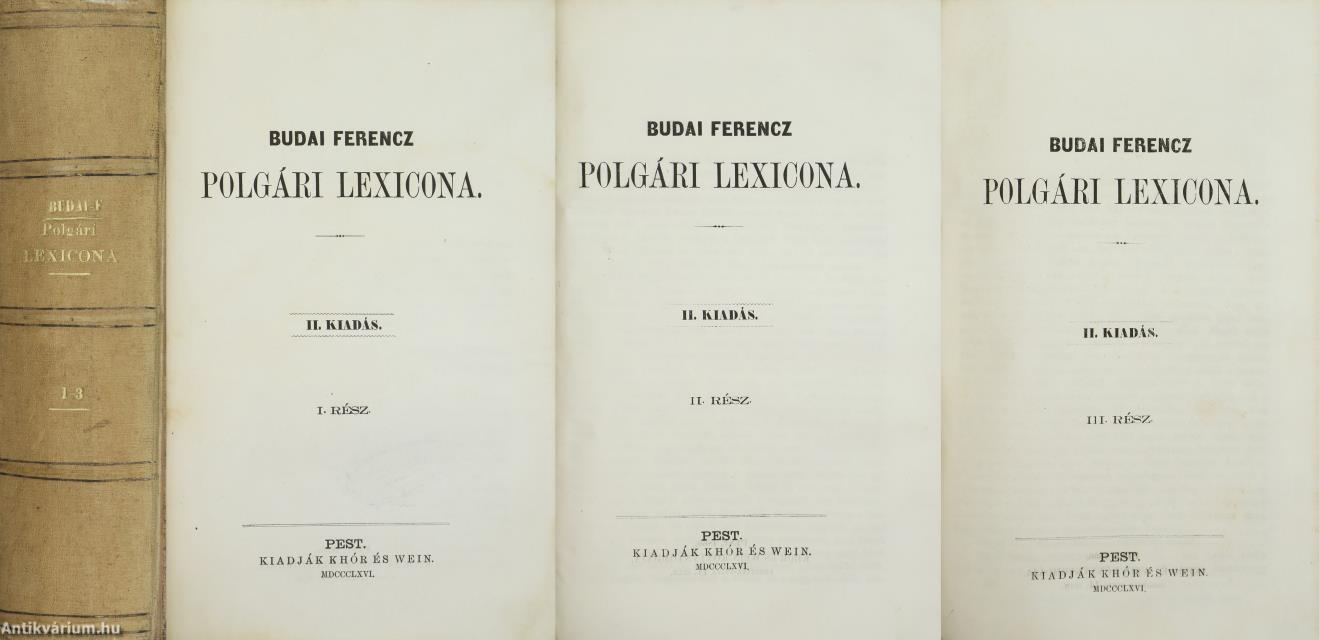 BUDAI-F
Polgári
LEXICONA
1-3
BUDAI FERENCZ
POLGÁRI LEXICONA.
II. KIADÁS.
I. RÉSZ.
PEST.
KIADJÁK KHÓR ÉS WEIN.
MDCCCLXVI.
BUDAI FERENCZ
POLGÁRI LEXICONA.
II. KIADÁS.
II. RÉSZ.
PEST.
KIADJÁK KHÓR ÉS WEIN.
MDCCCLXVI.
BUDAI FERENCZ
POLGÁRI LEXICONA.
II. KIADÁS.
III. RÉSZ.
PEST.
KIADJÁK KHÓR ÉS WEIN.
MDCCCLXVI.
Antikvárium.hu